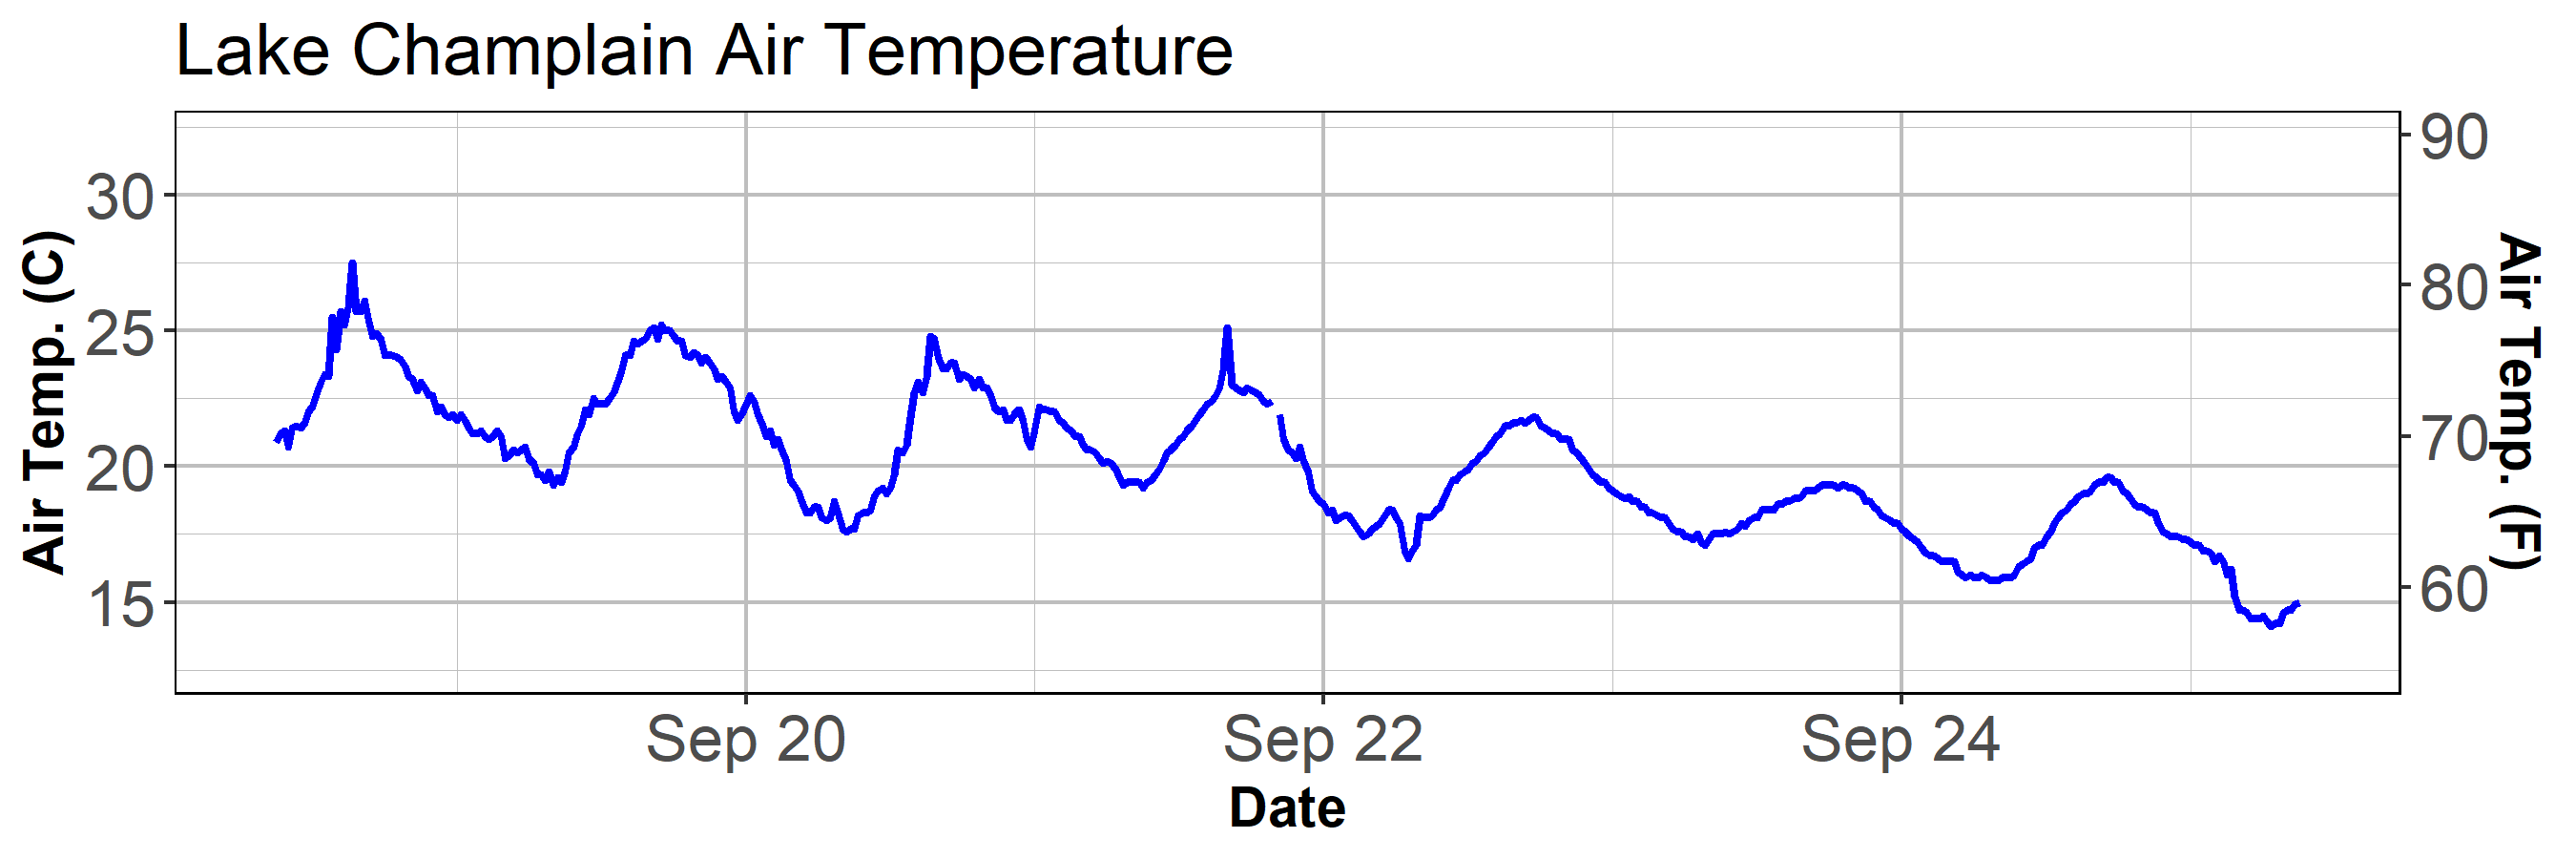 Lake Champlain Air Temperature
Air Temp. (C)
30
25
20
15
90
80
70
60
Air Temp. (F)
Sep 20
Sep 22
Sep 24
Date